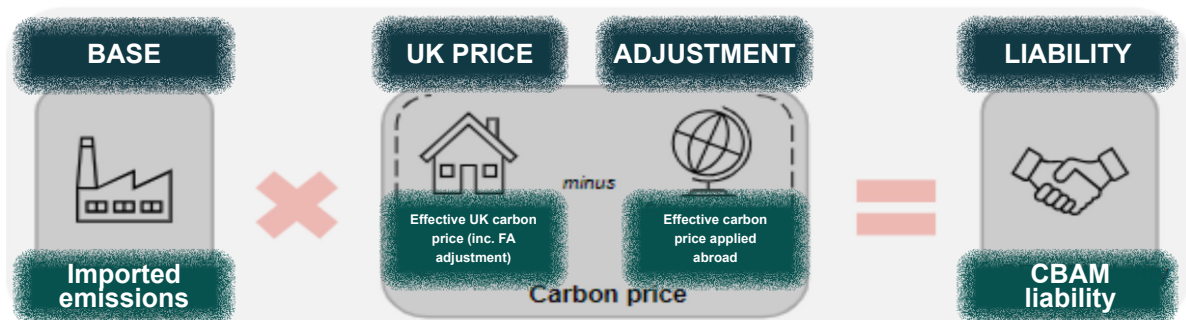 BASE
UK PRICE
ADJUSTMENT
LIABILITY
minus
Effective UK carbon
price (inc. FA
adjustment)
Effective carbon
price applied
abroad
Imported
emissions
Carbon price
CBAM
liability